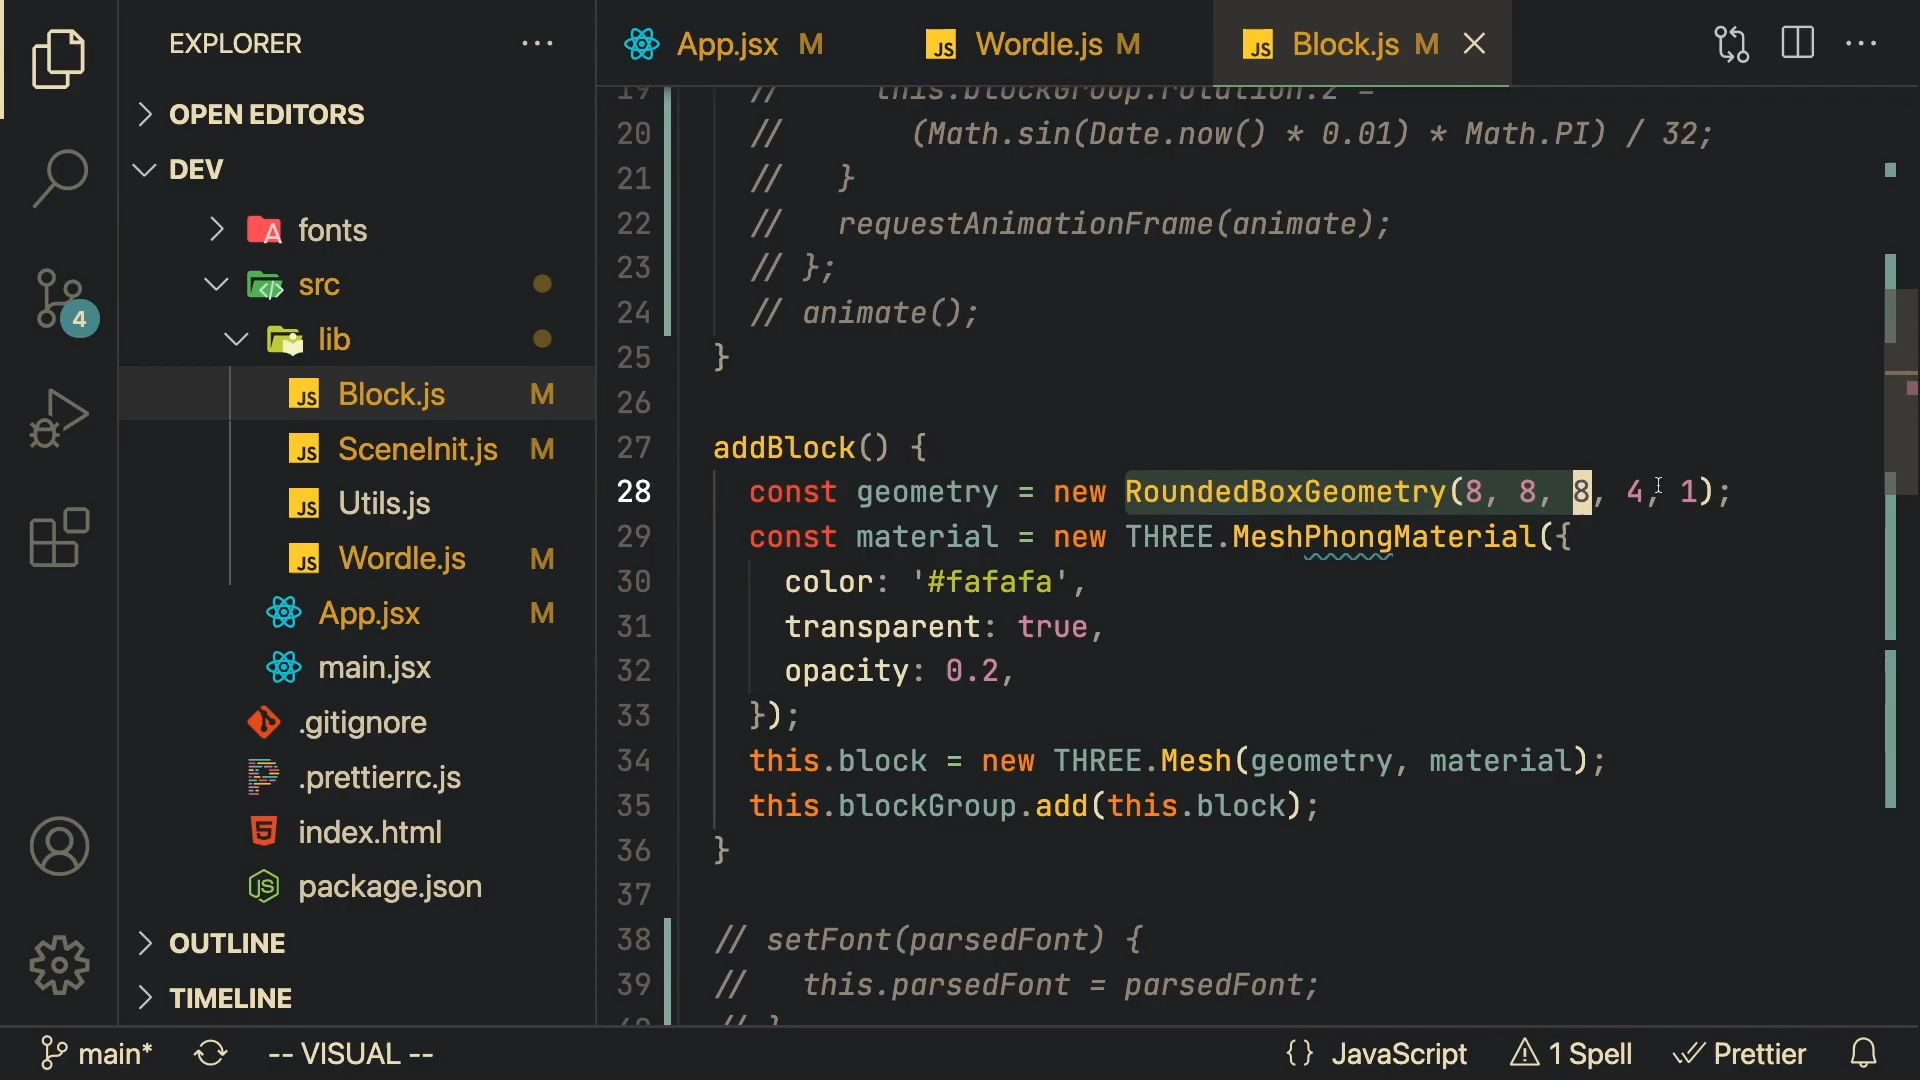 EXPLORER
OPEN EDITORS
DEV
fonts
src
lib
Block.js M
SceneInit.js M
Utils.js
Wordle.js M
App.jsx M
main.jsx
.gitignore
.prettierrc.js
index.html
package.json
OUTLINE
TIMELINE
4
App.jsx M
Wordle.js M
Block.js M
19 // this.blockGroup.rotation.z =
20 // (Math.sin(Date.now() * 0.01) * Math.PI) / 32;
21 // }
22 // requestAnimationFrame(animate);
23 // };
24 // animate();
25 }
26
27 addBlock() {
28 const geometry = new RoundedBoxGeometry(8, 8, 8, 4, 1);
29 const material = new THREE.MeshPhongMaterial({
30 color: '#fafafa',
31 transparent: true,
32 opacity: 0.2,
33 });
34 this.block = new THREE.Mesh(geometry, material);
35 this.blockGroup.add(this.block);
36 }
37
38 // setFont(parsedFont) {
39 // this.parsedFont = parsedFont;
40 // }
main* -- VISUAL -- {} JavaScript 1 Spell Prettier